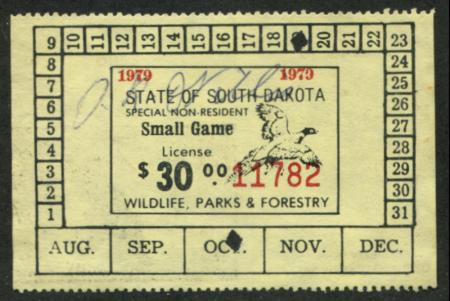 9 10 11 12 13 14 15 16 17 18 20 21 22 23
8 24
7 25
6 26
5 27
4 28
3 29
2 30
1 31
1979 1979
STATE OF SOUTH DAKOTA
SPECIAL NON-RESIDENT
Small Game
License
$30.00 11782
WILDLIFE, PARKS & FORESTRY
AUG. SEP. OCT. NOV. DEC.